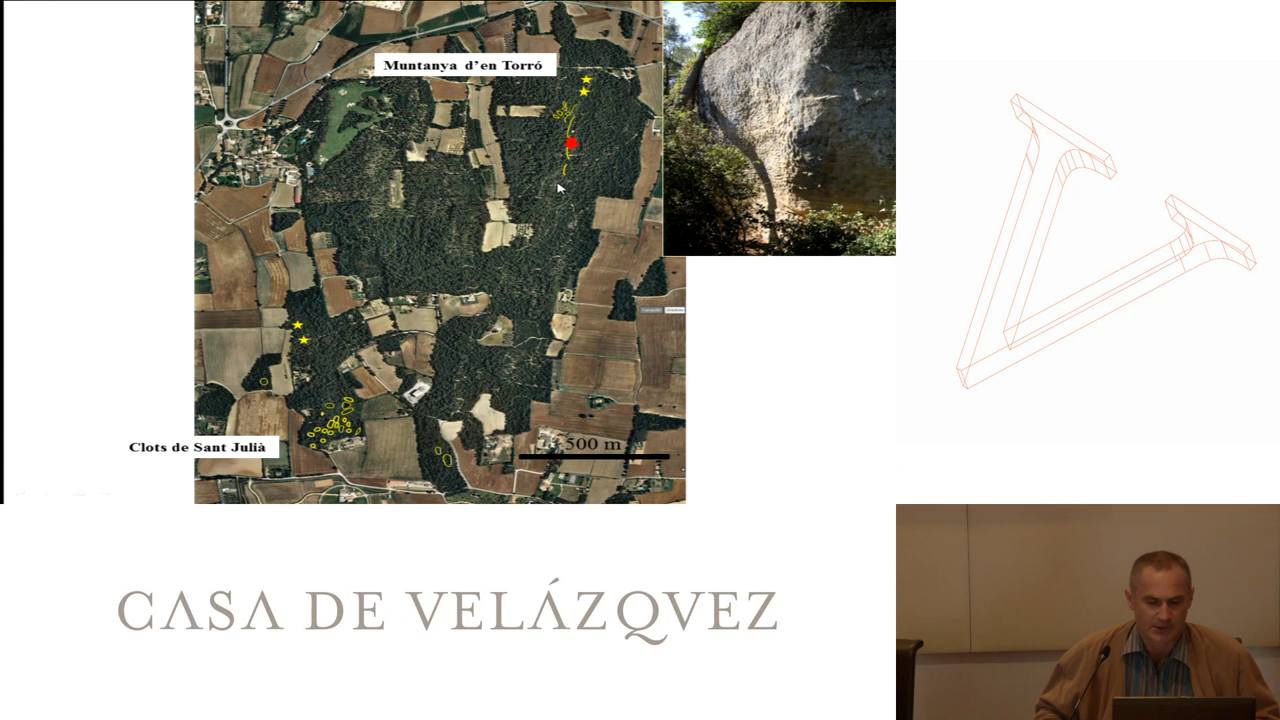 Muntanya d'en Torró
Clots de Sant Julià
500 m
CASA DE VELÁZQVEZ